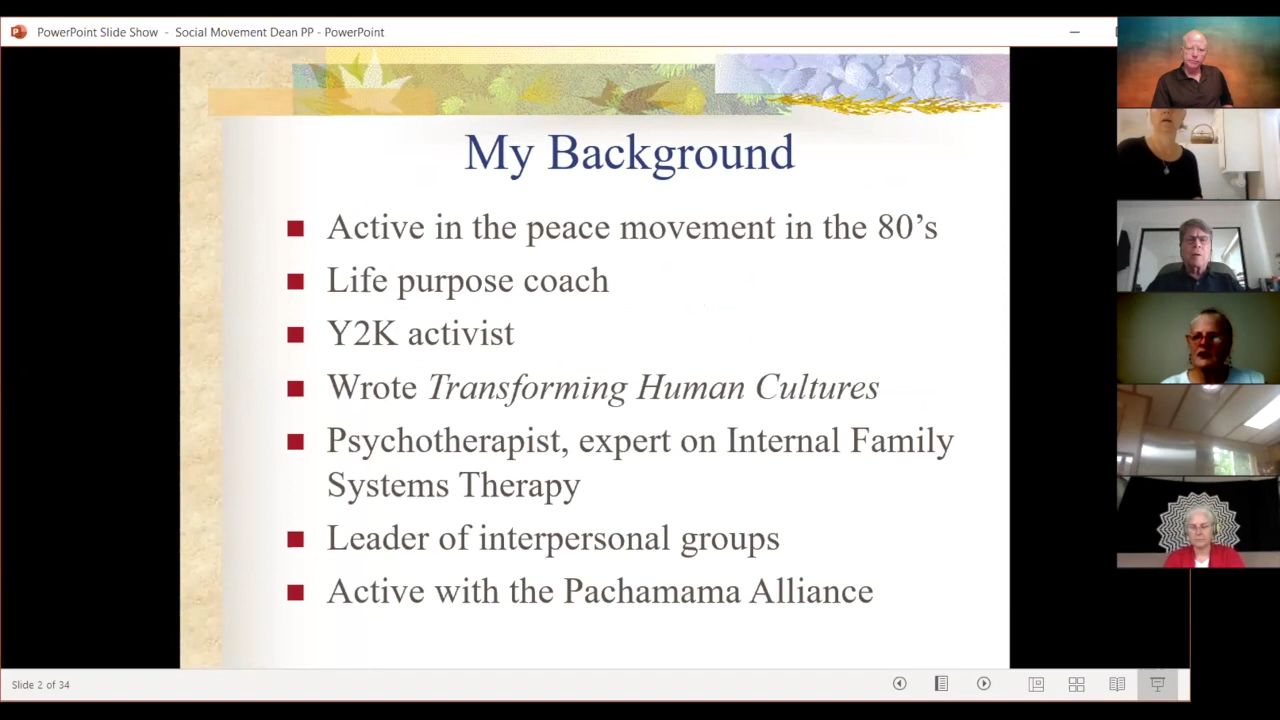 PowerPoint Slide Show - Social Movement Dean PP - PowerPoint
My Background
Active in the peace movement in the 80’s
Life purpose coach
Y2K activist
Wrote Transforming Human Cultures
Psychotherapist, expert on Internal Family
Systems Therapy
Leader of interpersonal groups
Active with the Pachamama Alliance
Slide 2 of 34